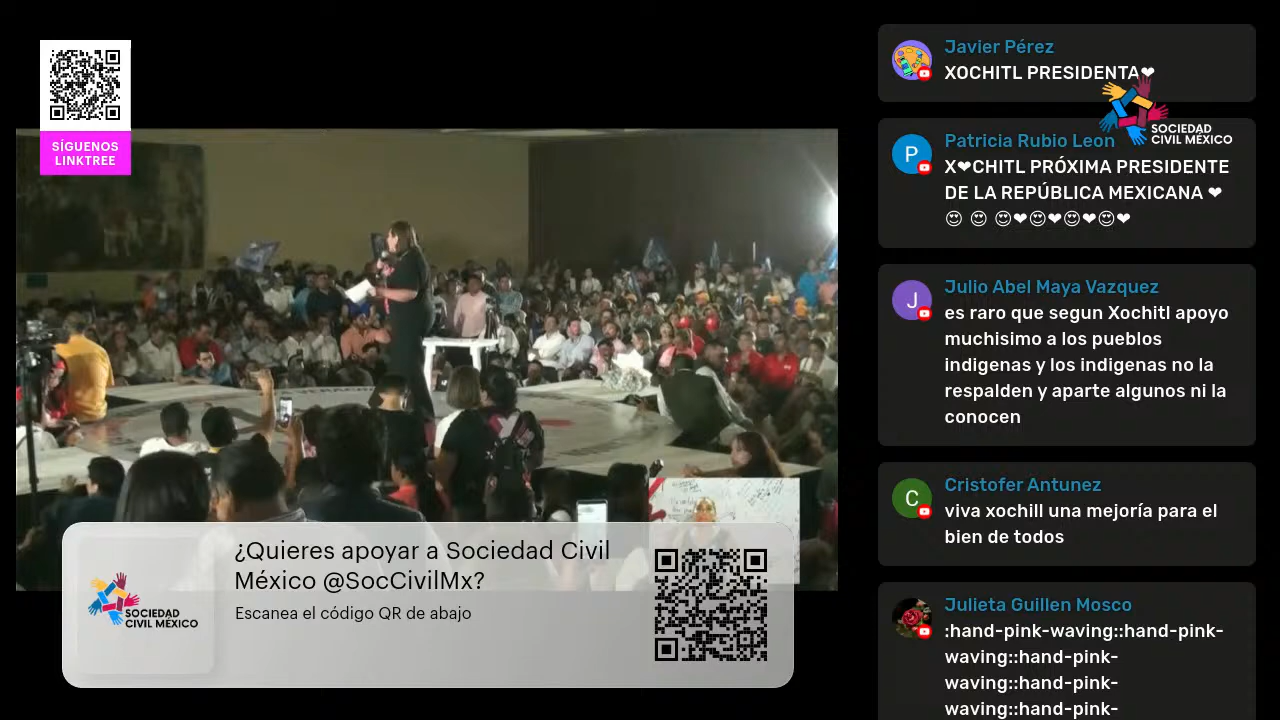 SÍGUENOS
LINKTREE
¿Quieres apoyar a Sociedad Civil
México @SocCivilMx?
Escanea el código QR de abajo
SOCIEDAD
CIVIL MÉXICO
Javier Pérez
XOCHITL PRESIDENTA❤
SOCIEDAD
CIVIL MÉXICO
Patricia Rubio Leon
X❤CHITL PRÓXIMA PRESIDENTE
DE LA REPÚBLICA MEXICANA ❤
😍 😍 😍❤😍❤😍❤😍❤
J
Julio Abel Maya Vazquez
es raro que segun Xochitl apoyo
muchisimo a los pueblos
indigenas y los indigenas no la
respalden y aparte algunos ni la
conocen
C
Cristofer Antunez
viva xochill una mejoría para el
bien de todos
P
Julieta Guillen Mosco
:hand-pink-waving::hand-pink-
waving::hand-pink-
waving::hand-pink-
waving::hand-pink-